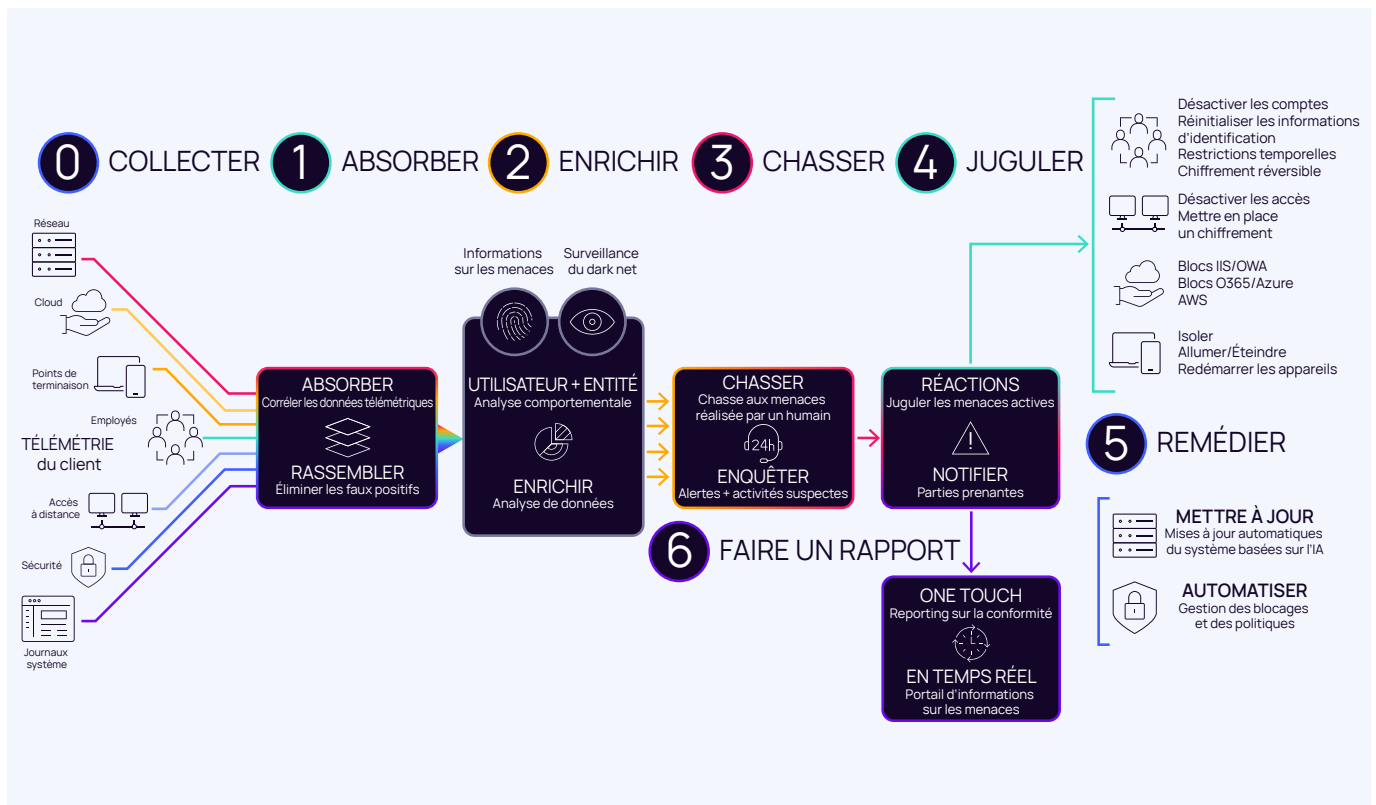 0 COLLECTER
1 ABSORBER
2 ENRICHIR
3 CHASSER
4 JUGULER
Réseau
Cloud
Points de
terminaison
Employés
TÉLÉMÉTRIE
du client
Accès
à distance
Sécurité
Journaux
système
ABSORBER
Corréler les données télémétriques
RASSEMBLER
Éliminer les faux positifs
Informations
sur les menaces
Surveillance
du dark net
UTILISATEUR + ENTITÉ
Analyse comportementale
ENRICHIR
Analyse de données
CHASSER
Chasse aux menaces
réalisée par un humain
24h
ENQUÊTER
Alertes + activités suspectes
RÉACTIONS
Juguler les menaces actives
NOTIFIER
Parties prenantes
Désactiver les comptes
Réinitialiser les informations
d'identification
Restrictions temporelles
Chiffrement réversible
Désactiver les accès
Mettre en place
un chiffrement
Blocs IIS/OWA
Blocs O365/Azure
AWS
Isoler
Allumer/Éteindre
Redémarrer les appareils
5 REMÉDIER
METTRE À JOUR
Mises à jour automatiques
du système basées sur l'IA
AUTOMATISER
Gestion des blocages
et des politiques
6 FAIRE UN RAPPORT
ONE TOUCH
Reporting sur la conformité
EN TEMPS RÉEL
Portail d'informations
sur les menaces